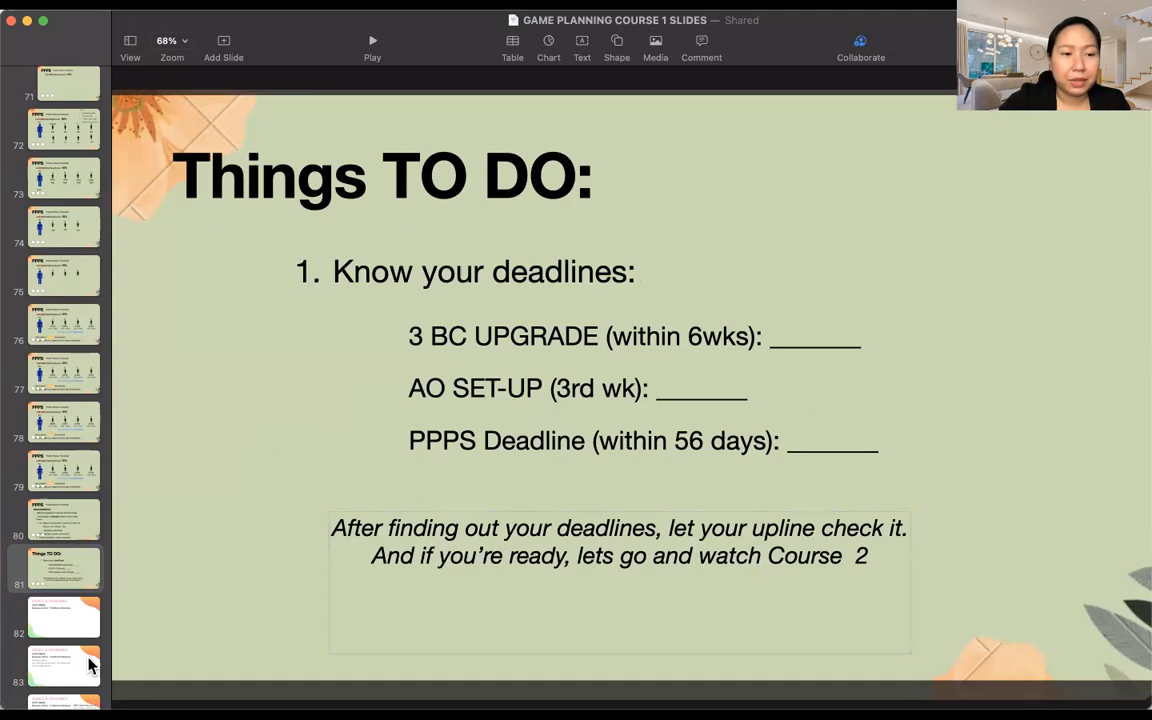 GAME PLANNING COURSE 1 SLIDES — Shared
68%
View
Zoom
Add Slide
Play
Table
Chart
Text
Shape
Media
Comment
Collaborate
71
72
73
74
75
76
77
78
79
80
81
82
83
PPPS
Things TO DO:
Things TO DO:
1. Know your deadlines:
3 BC UPGRADE (within 6wks): _______
AO SET-UP (3rd wk): _______
PPPS Deadline (within 56 days): _______
After finding out your deadlines, let your upline check it.
And if you're ready, lets go and watch Course 2